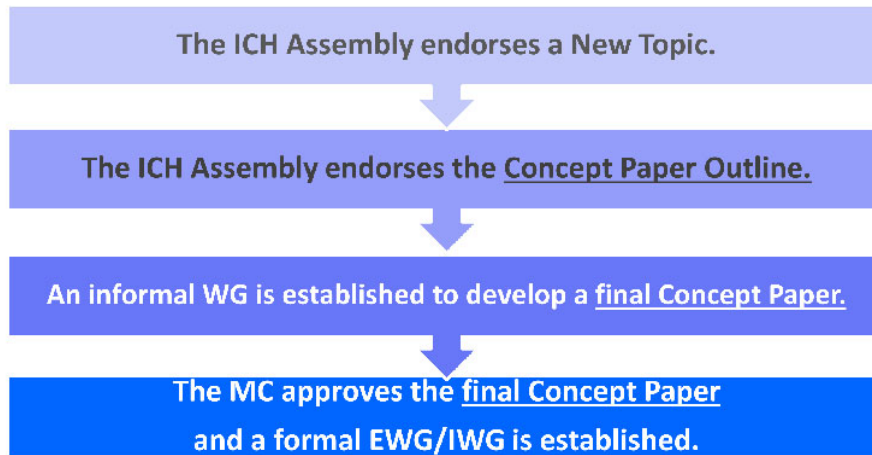 The ICH Assembly endorses a New Topic.
The ICH Assembly endorses the Concept Paper Outline.
An informal WG is established to develop a final Concept Paper.
The MC approves the final Concept Paper
and a formal EWG/IWG is established.